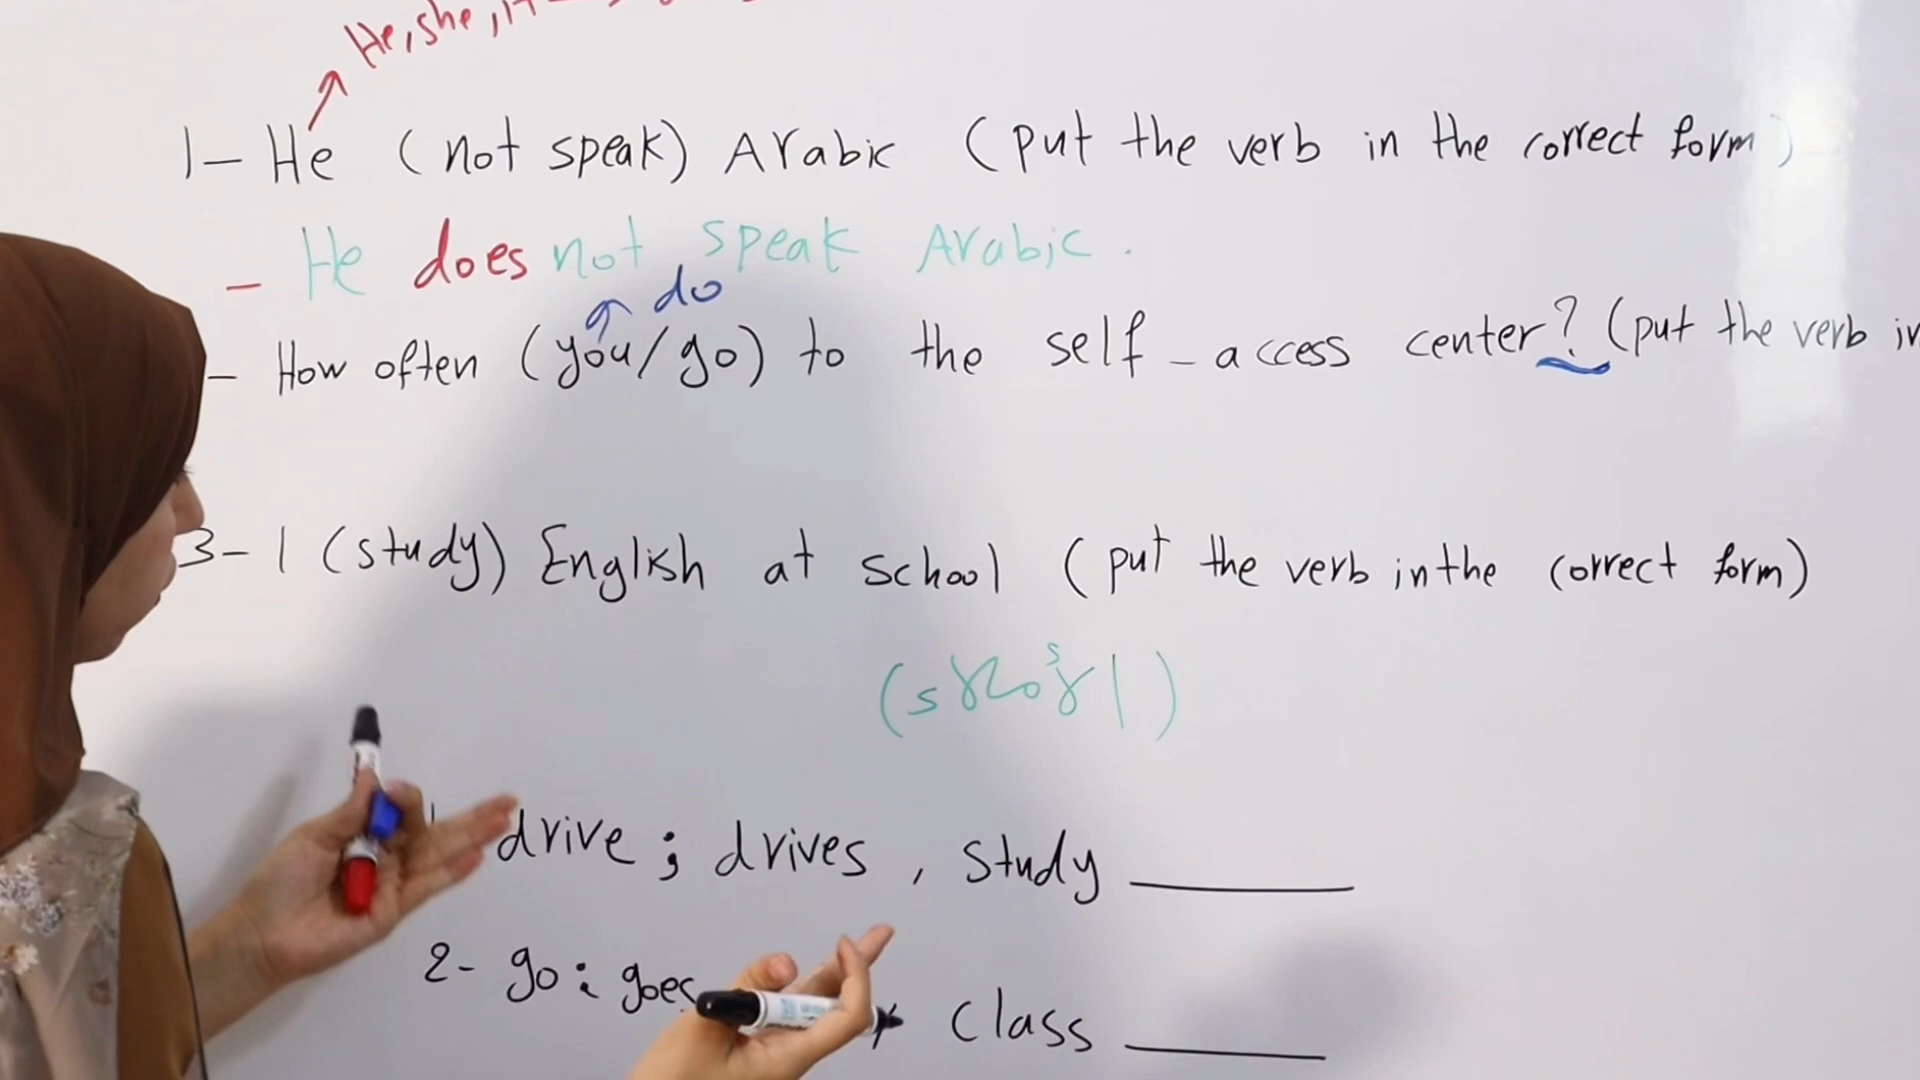 He, she, it
1- He (not speak) Arabic (put the verb in the correct form)
- He does not speak Arabic.
do
- How often (you/go) to the self-access center? (put the verb in
3- I (study) English at school (put the verb in the correct form)
drive; drives, study ______
2- go: goes class ______